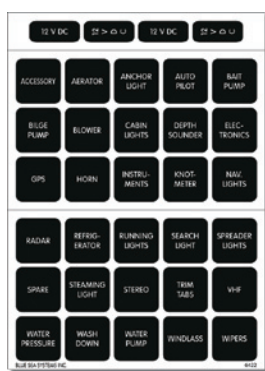 12 V DC 12 V D C 12 V DC 12 V D C
ACCESSORY AERATOR ANCHOR LIGHT AUTO PILOT BAIT PUMP
BILGE PUMP BLOWER CABIN LIGHTS DEPTH SOUNDER ELEC- TRONICS
GPS HORN INSTRU- MENTS KNOT- METER NAV. LIGHTS
RADAR REFRIG- ERATOR RUNNING LIGHTS SEARCH LIGHT SPREADER LIGHTS
SPARE STEAMING LIGHT STEREO TRIM TABS VHF
WATER PRESSURE WASH DOWN WATER PUMP WINDLASS WIPERS
BLUE SEA SYSTEMS INC.